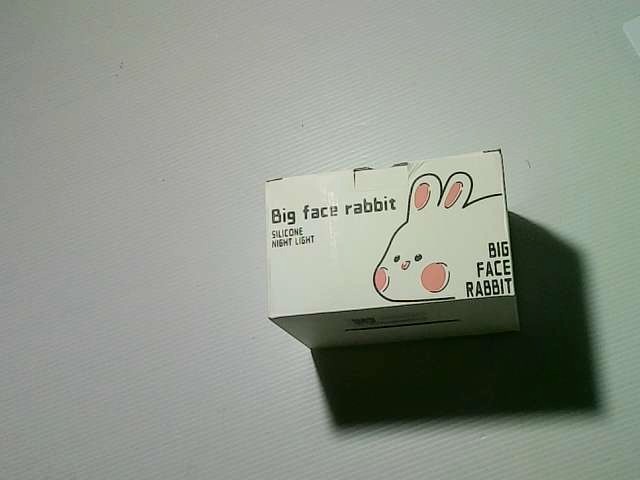 Big face rabbit
SILICONE
NIGHT LIGHT
BIG
FACE
RABBIT